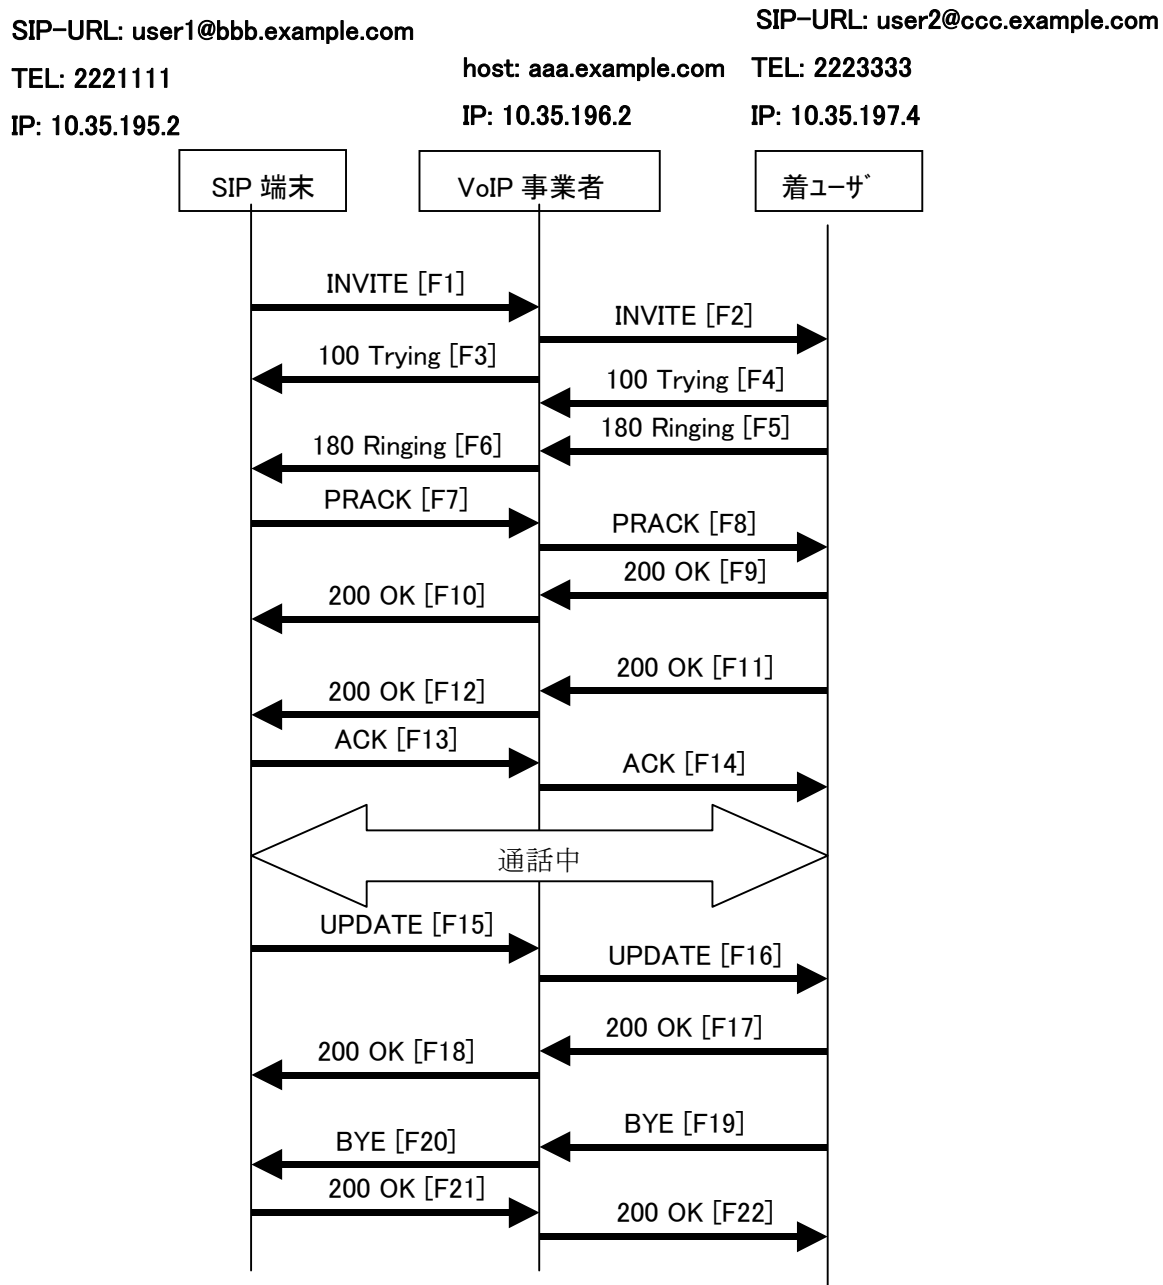 SIP-URL: user1@bbb.example.com
TEL: 2221111
IP: 10.35.195.2
host: aaa.example.com
IP: 10.35.196.2
SIP-URL: user2@ccc.example.com
TEL: 2223333
IP: 10.35.197.4
SIP 端末
VoIP 事業者
着ユーザ
INVITE [F1]
INVITE [F2]
100 Trying [F3]
100 Trying [F4]
180 Ringing [F5]
180 Ringing [F6]
PRACK [F7]
PRACK [F8]
200 OK [F9]
200 OK [F10]
200 OK [F11]
200 OK [F12]
ACK [F13]
ACK [F14]
通話中
UPDATE [F15]
UPDATE [F16]
200 OK [F17]
200 OK [F18]
BYE [F19]
BYE [F20]
200 OK [F21]
200 OK [F22]